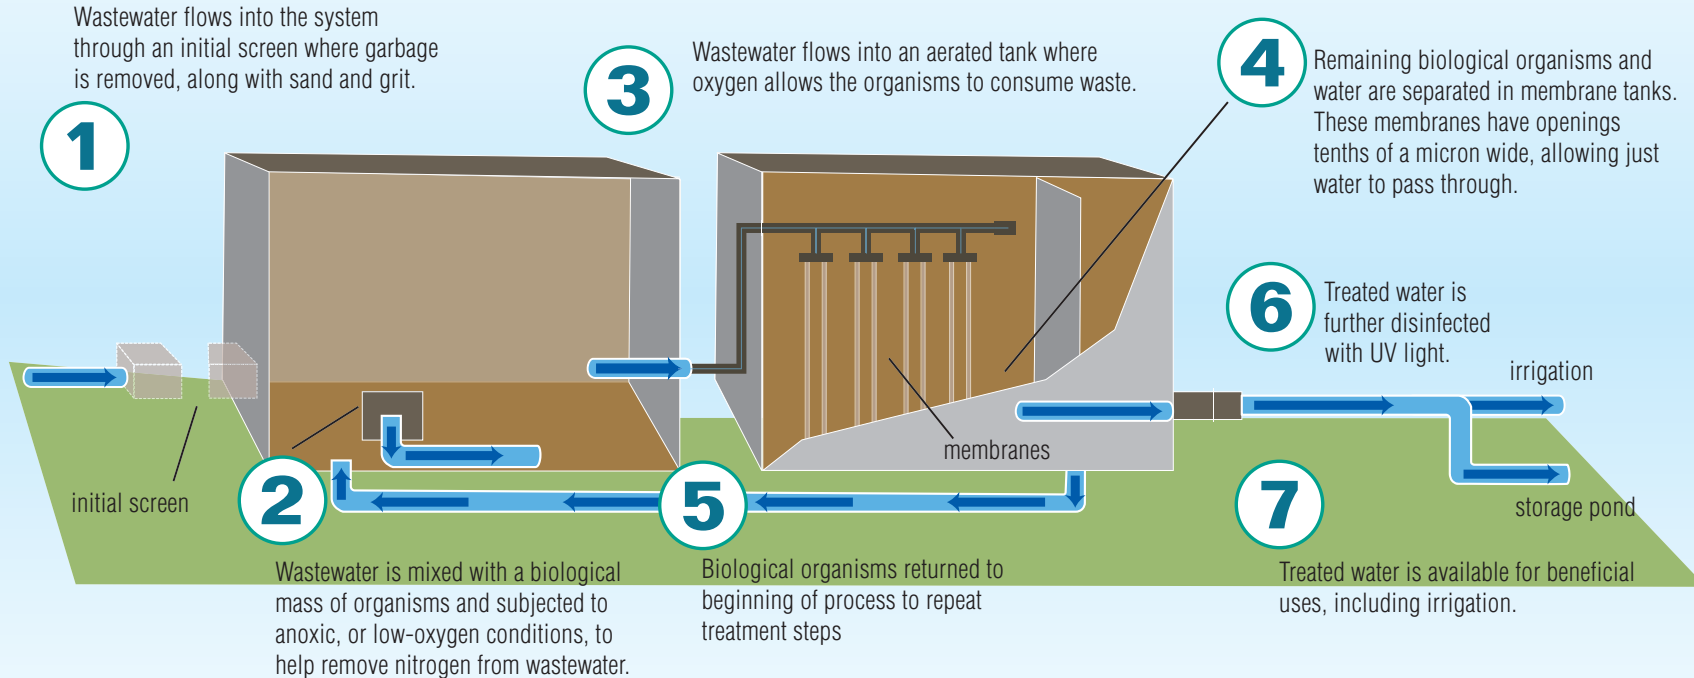 Wastewater flows into the system
through an initial screen where garbage
is removed, along with sand and grit.
1
initial screen
2
Wastewater is mixed with a biological
mass of organisms and subjected to
anoxic, or low-oxygen conditions, to
help remove nitrogen from wastewater.
3
Wastewater flows into an aerated tank where
oxygen allows the organisms to consume waste.
4
Remaining biological organisms and
water are separated in membrane tanks.
These membranes have openings
tenths of a micron wide, allowing just
water to pass through.
membranes
5
Biological organisms returned to
beginning of process to repeat
treatment steps
6
Treated water is
further disinfected
with UV light.
irrigation
storage pond
7
Treated water is available for beneficial
uses, including irrigation.